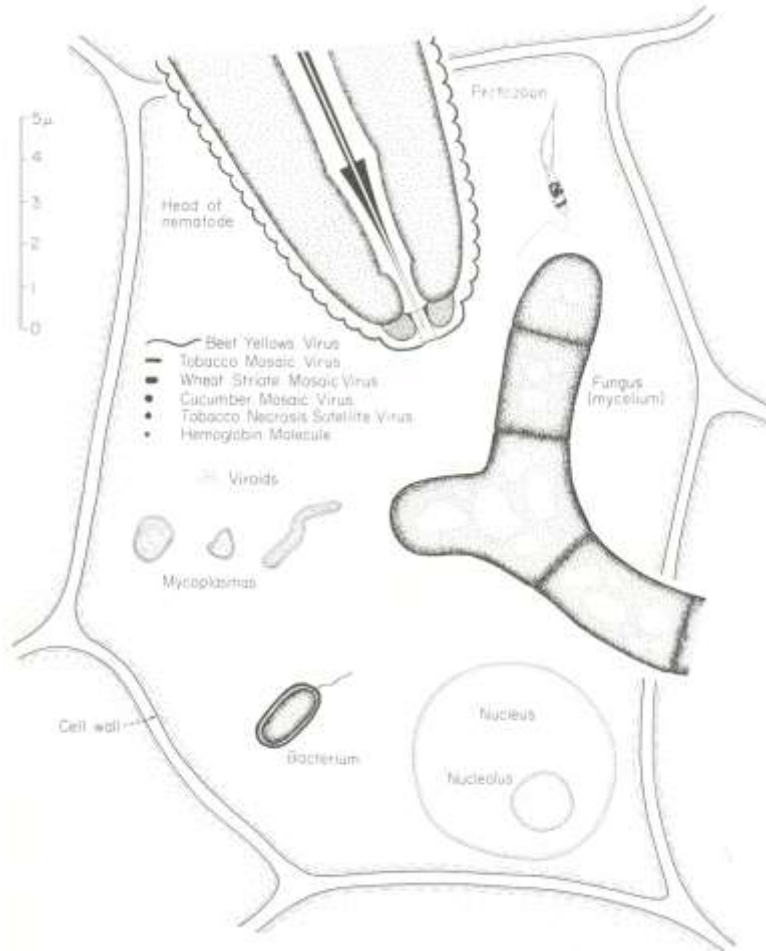 Protozoan
5μ
4
3
2
1
0
Head of
nematode
Beet Yellows Virus
Tobacco Mosaic Virus
Wheat Striate Mosaic Virus
Cucumber Mosaic Virus
Tobacco Necrosis Satellite Virus
Hemoglobin Molecule
Fungus
(mycelium)
Viroids
Mycoplasmas
Nucleus
Cell wall
Bacterium
Nucleolus